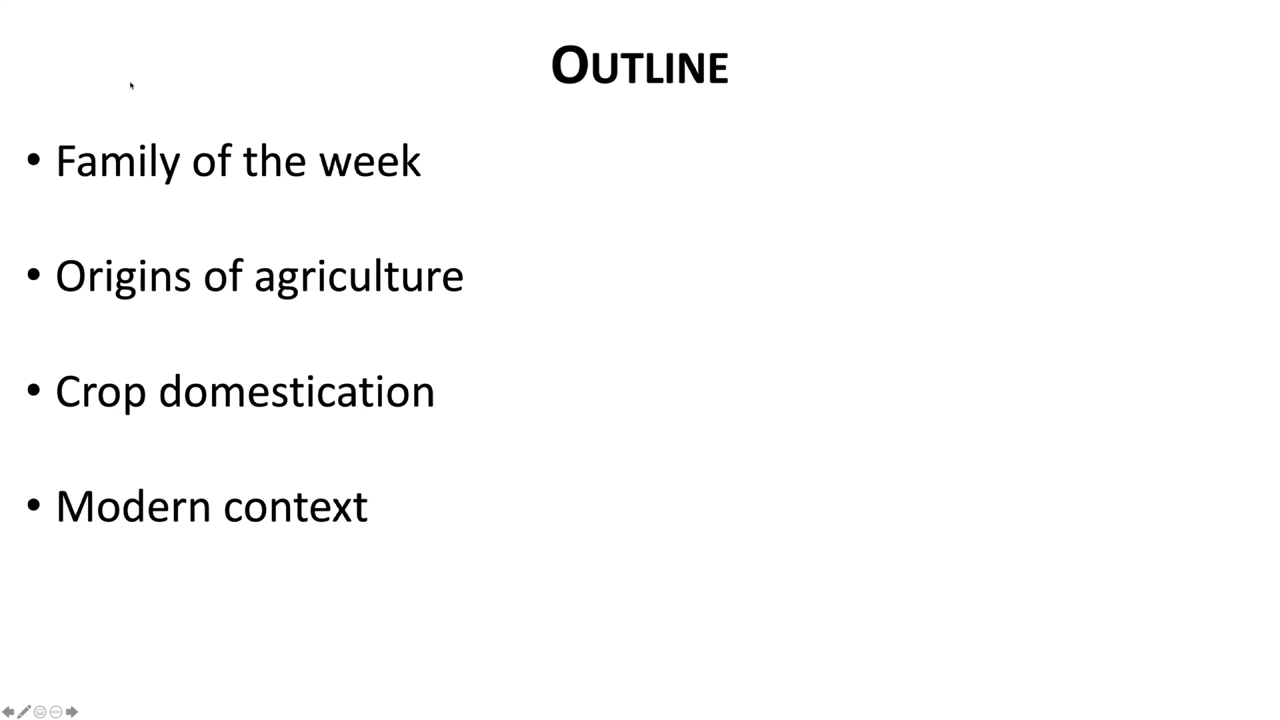 OUTLINE
• Family of the week
• Origins of agriculture
• Crop domestication
• Modern context